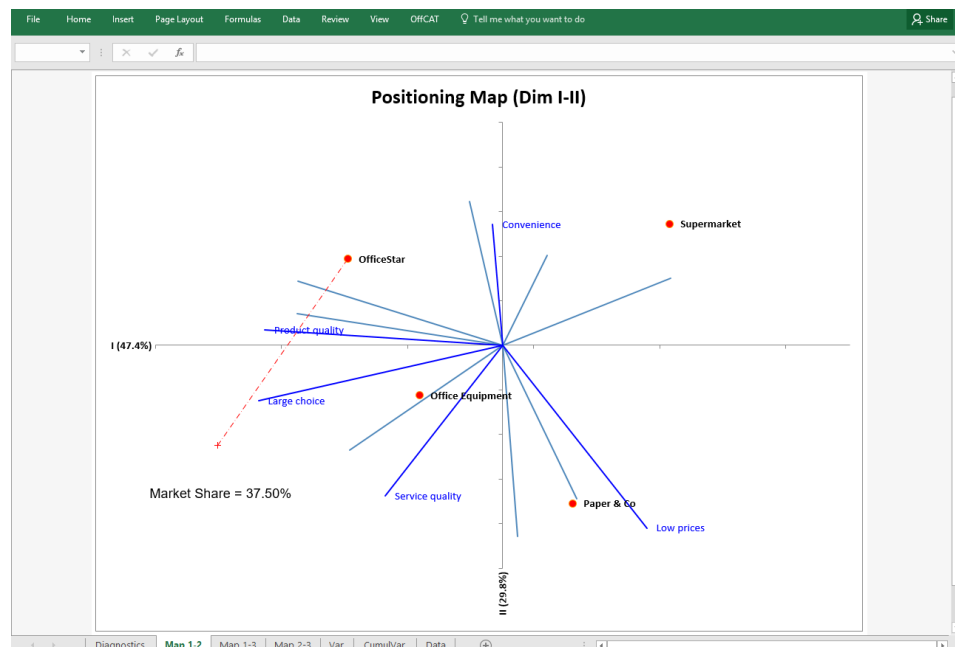 File Home Insert Page Layout Formulas Data Review View OffCAT Tell me what you want to do Share
fx
Positioning Map (Dim I-II)
Convenience
Supermarket
OfficeStar
Product quality
I (47.4%)
Office Equipment
Large choice
Market Share = 37.50%
Service quality
Paper & Co
Low prices
II (29.8%)
Diagnostics Map 1-2 Map 1-3 Map 2-3 Var CumulVar Data